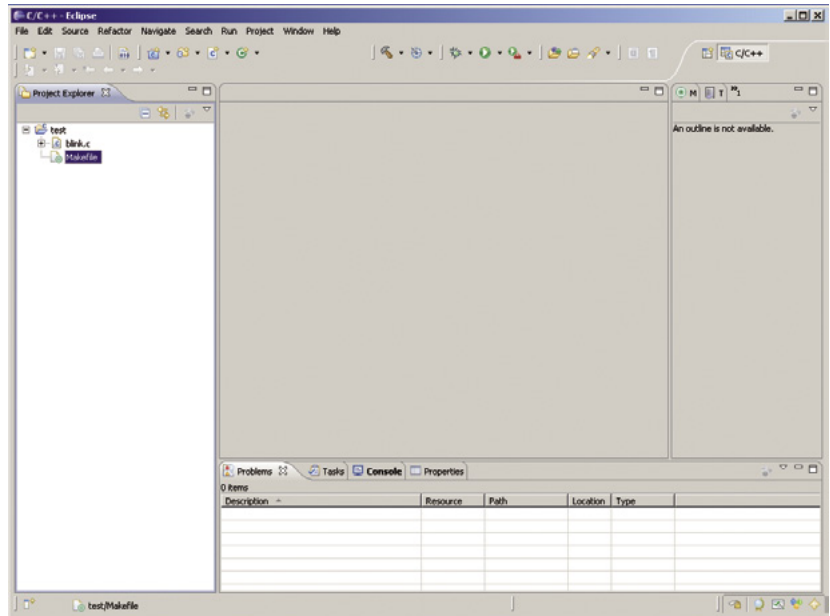 C/C++ - Eclipse
File Edit Source Refactor Navigate Search Run Project Window Help
C/C++
Project Explorer
M T »1
test
blink.c
Makefile
An outline is not available.
Problems Tasks Console Properties
0 items
Description Resource Path Location Type
test/Makefile